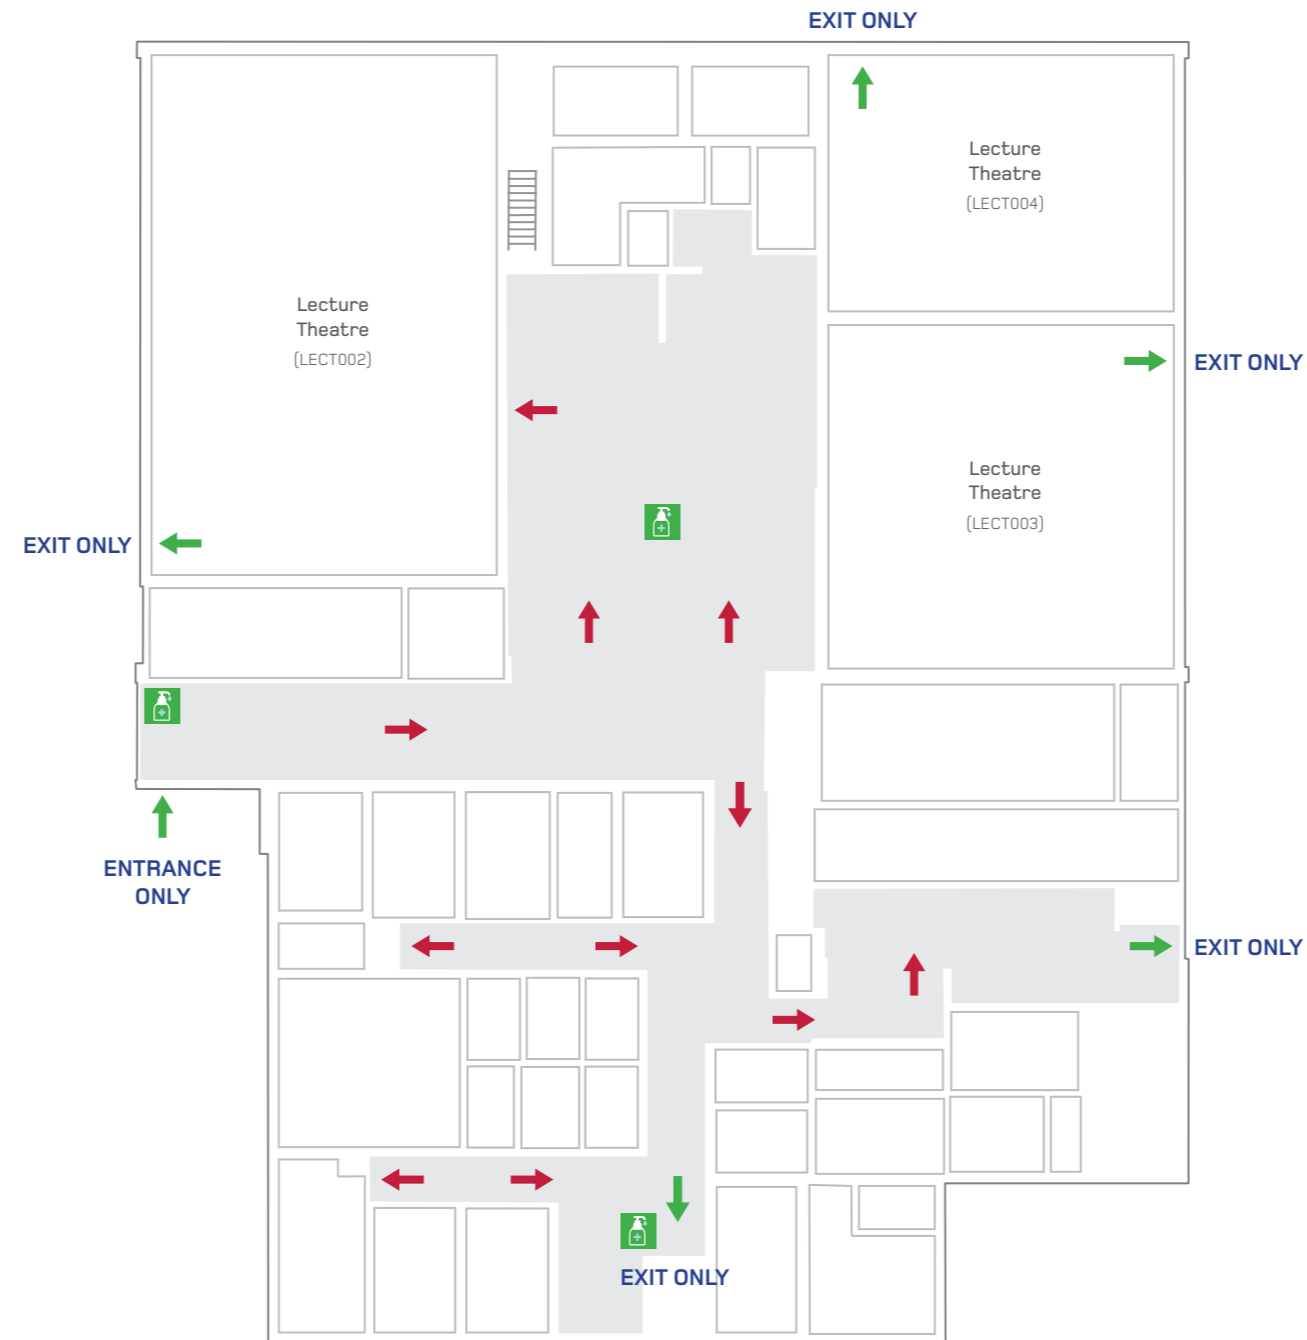 EXIT ONLY
Lecture
Theatre
(LECT004)
Lecture
Theatre
(LECT002)
EXIT ONLY
Lecture
Theatre
(LECT003)
EXIT ONLY
ENTRANCE
ONLY
EXIT ONLY
EXIT ONLY